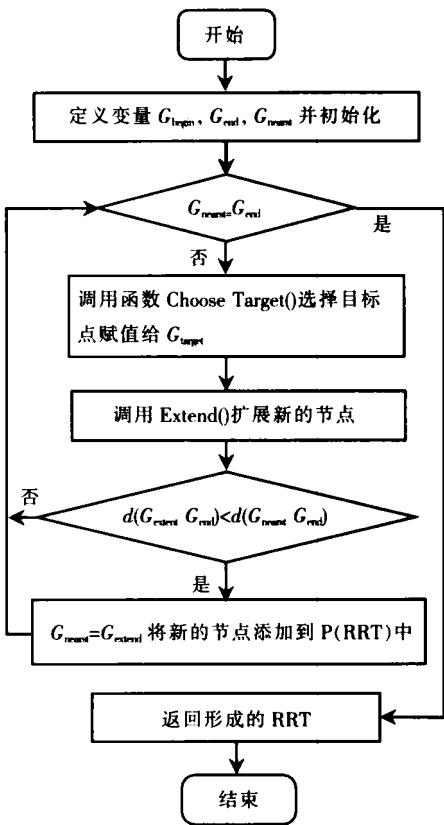 开始
定义变量 G_begin, G_end, G_nearest 并初始化
G_nearest=G_end
是
否
调用函数 Choose Target()选择目标
点赋值给 G_target
调用 Extend()扩展新的节点
否
d(G_extent G_end)<d(G_nearest G_end)
是
G_nearest=G_extend 将新的节点添加到 P(RRT)中
返回形成的 RRT
结束